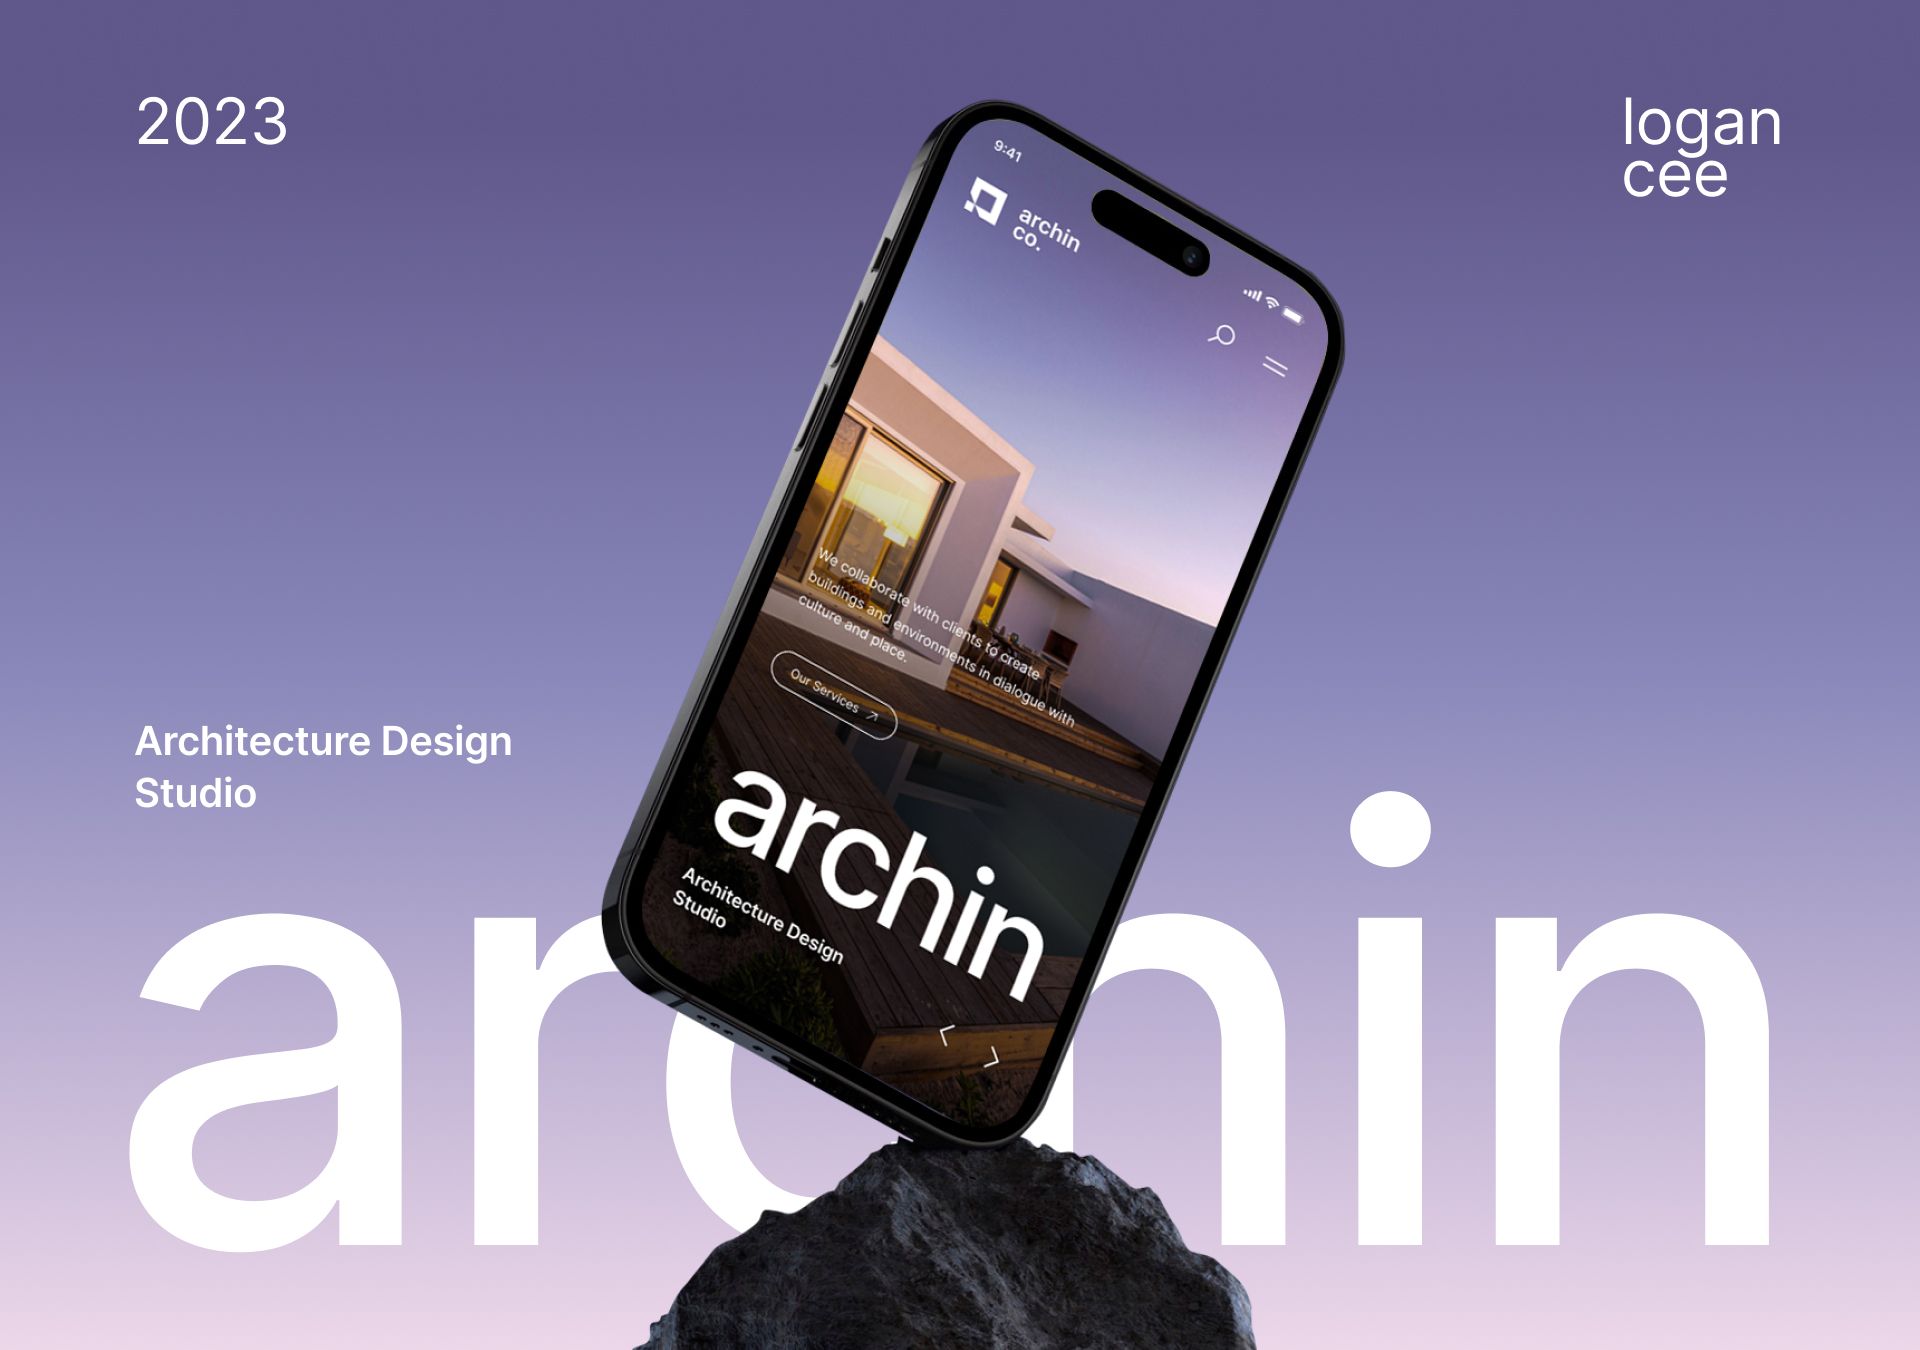 2023
logan
cee
9:41
archin
co.
We collaborate with clients to create
buildings and environments in dialogue with
culture and place.
Our Services
archin
Architecture Design
Studio
Architecture Design
Studio
archin